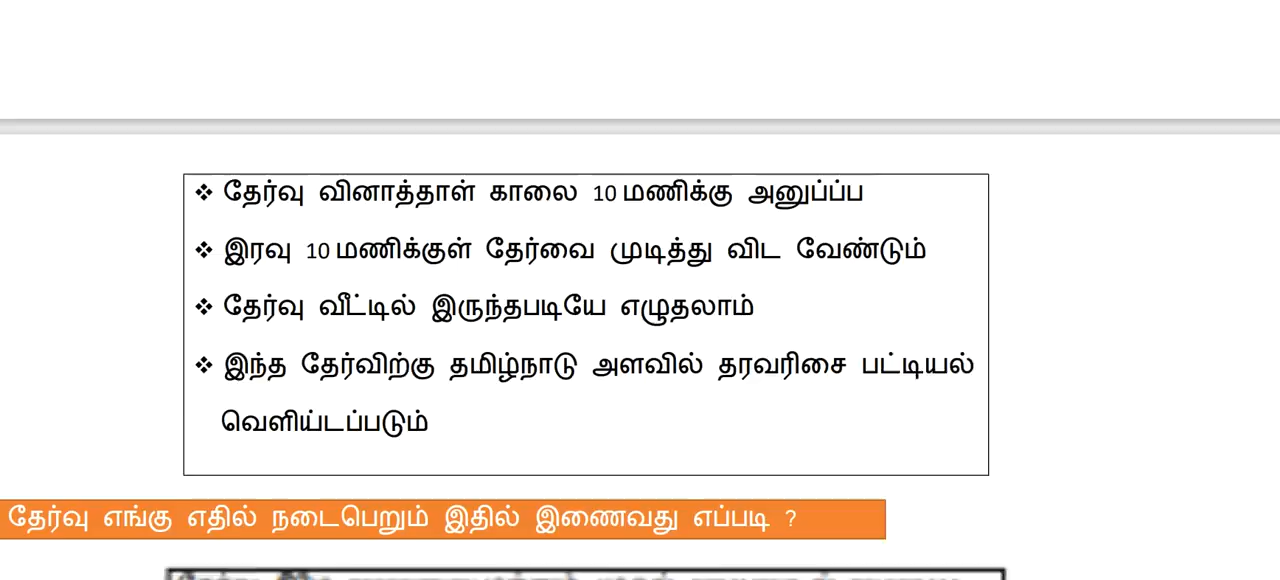 ❖ தேர்வு வினாத்தாள் காலை 10 மணிக்கு அனுப்ப்ப
❖ இரவு 10 மணிக்குள் தேர்வை முடித்து விட வேண்டும்
❖ தேர்வு வீட்டில் இருந்தபடியே எழுதலாம்
❖ இந்த தேர்விற்கு தமிழ்நாடு அளவில் தரவரிசை பட்டியல்
வெளிய்டப்படும்
தேர்வு எங்கு எதில் நடைபெறும் இதில் இணைவது எப்படி ?